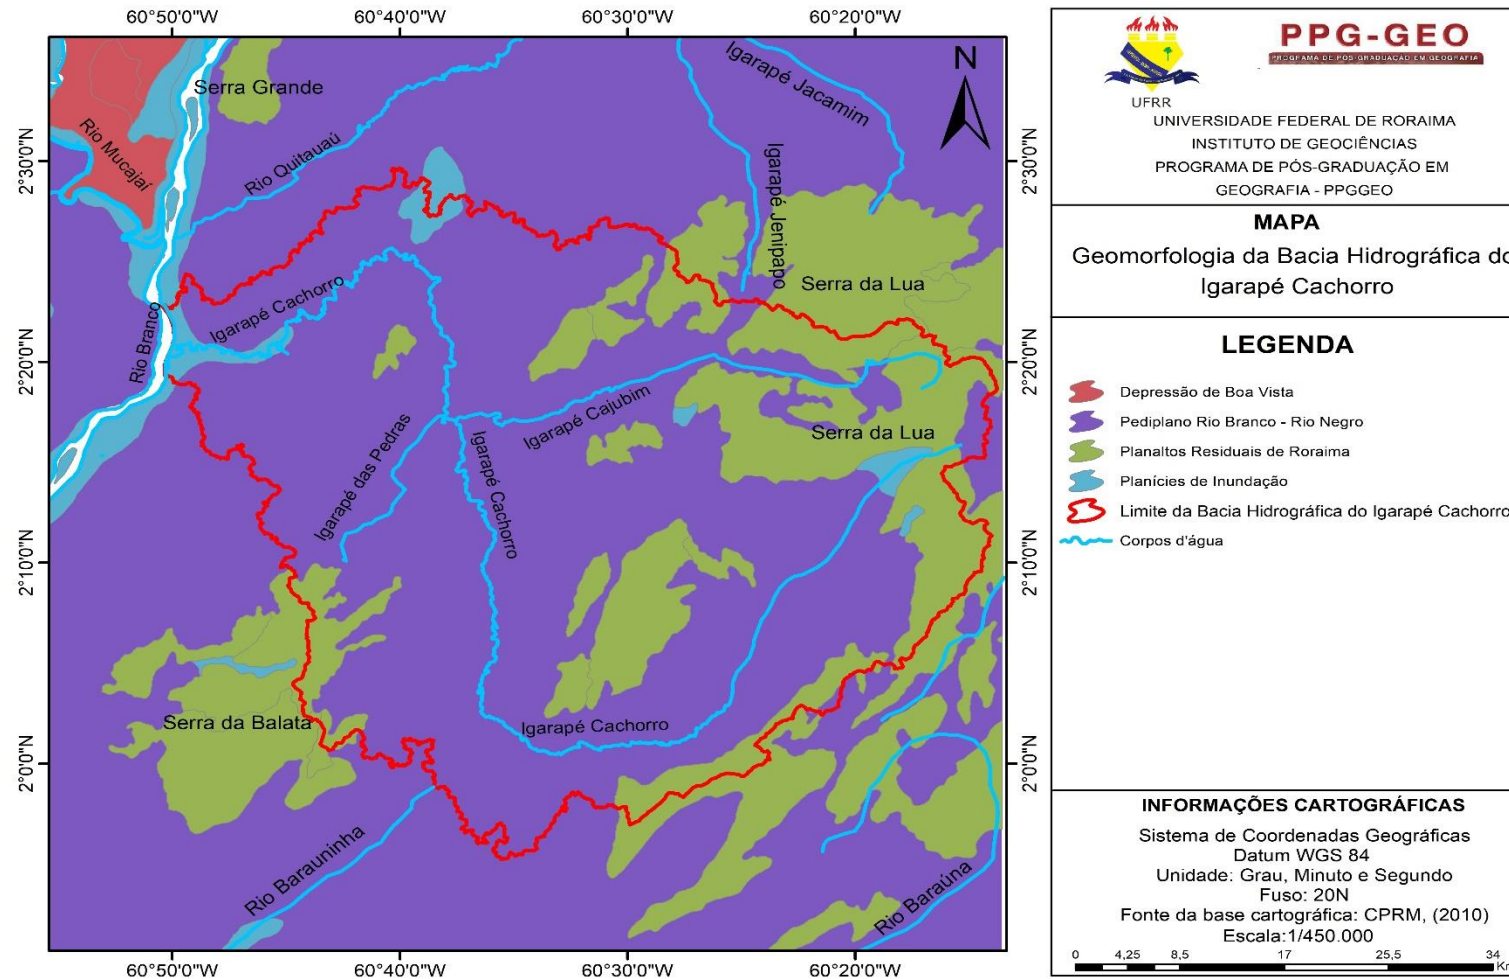 60°50'0"W 60°40'0"W 60°30'0"W 60°20'0"W
2°30'0"N
2°20'0"N
2°10'0"N
2°0'0"N
Serra Grande
Rio Mucajaí
Rio Quitauaú
Igarapé Jacamim
Igarapé Jenipapo
N
Serra da Lua
Igarapé Cachorro
Rio Branco
Igarapé Cajubim
Serra da Lua
Igarapé das Pedras
Igarapé Cachorro
Serra da Balata
Igarapé Cachorro
Rio Barauninha
Rio Baraúna
2°30'0"N
2°20'0"N
2°10'0"N
2°0'0"N
60°50'0"W 60°40'0"W 60°30'0"W 60°20'0"W
UFRR
PPG-GEO
PROGRAMA DE PÓS-GRADUAÇÃO EM GEOGRAFIA
UNIVERSIDADE FEDERAL DE RORAIMA
INSTITUTO DE GEOCIÊNCIAS
PROGRAMA DE PÓS-GRADUAÇÃO EM
GEOGRAFIA - PPGGEO
MAPA
Geomorfologia da Bacia Hidrográfica do
Igarapé Cachorro
LEGENDA
Depressão de Boa Vista
Pediplano Rio Branco - Rio Negro
Planaltos Residuais de Roraima
Planícies de Inundação
Limite da Bacia Hidrográfica do Igarapé Cachorro
Corpos d'água
INFORMAÇÕES CARTOGRÁFICAS
Sistema de Coordenadas Geográficas
Datum WGS 84
Unidade: Grau, Minuto e Segundo
Fuso: 20N
Fonte da base cartográfica: CPRM, (2010)
Escala:1/450.000
0 4,25 8,5 17 25,5 34
Km